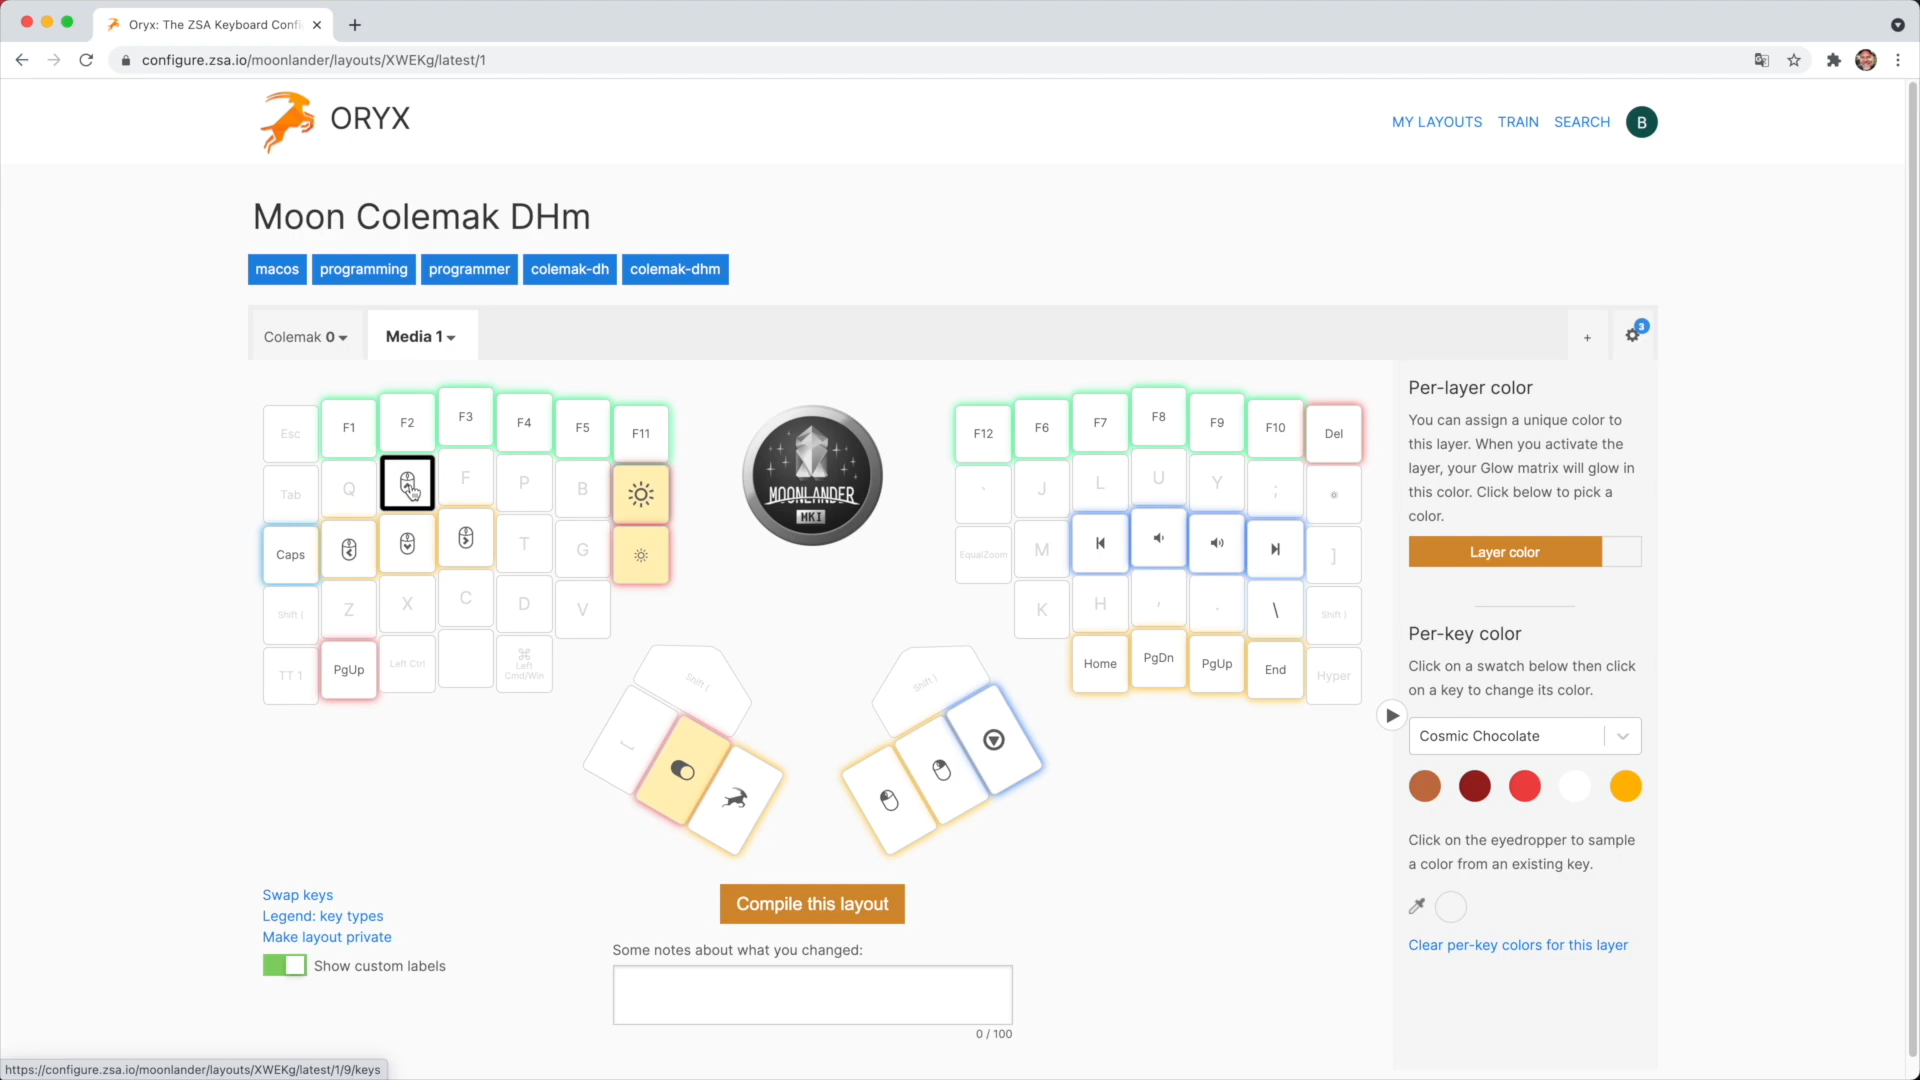 Oryx: The ZSA Keyboard Confi
configure.zsa.io/moonlander/layouts/XWEKg/latest/1
ORYX
MY LAYOUTS TRAIN SEARCH B
Moon Colemak DHm
macos programming programmer colemak-dh colemak-dhm
Colemak 0 Media 1 + 3
Esc F1 F2 F3 F4 F5 F11
F12 F6 F7 F8 F9 F10 Del
Tab Q F P B
` J L U Y ;
Caps T G
EqualZoom M ]
Shift ( Z X C D V
K H , . \ Shift )
TT 1 PgUp Left Ctrl ⌘ Left Cmd/Win
Home PgDn PgUp End Hyper
MOONLANDER
MKI
Shift (
[
Shift )
Per-layer color
You can assign a unique color to
this layer. When you activate the
layer, your Glow matrix will glow in
this color. Click below to pick a
color.
Layer color
Per-key color
Click on a swatch below then click
on a key to change its color.
Cosmic Chocolate
Click on the eyedropper to sample
a color from an existing key.
Clear per-key colors for this layer
Swap keys
Legend: key types
Make layout private
Show custom labels
Compile this layout
Some notes about what you changed:
0 / 100
https://configure.zsa.io/moonlander/layouts/XWEKg/latest/1/9/keys